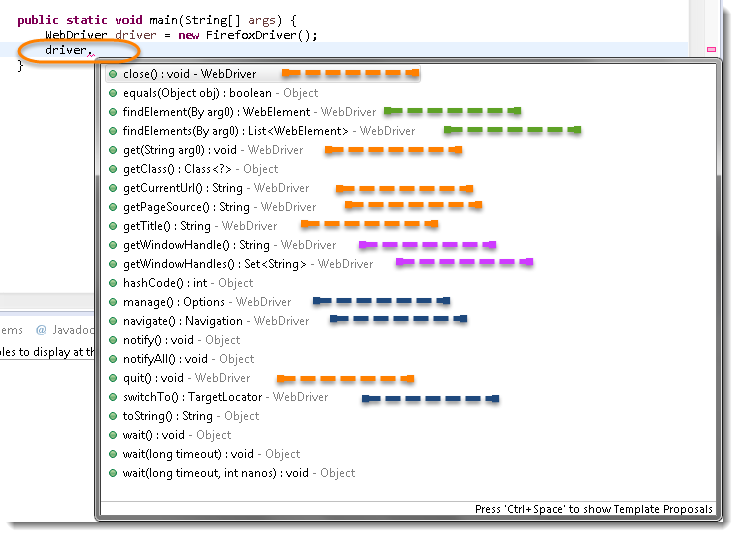 public static void main(String[] args) {
WebDriver driver = new FirefoxDriver();
driver.
}
close() : void - WebDriver
equals(Object obj) : boolean - Object
findElement(By arg0) : WebElement - WebDriver
findElements(By arg0) : List<WebElement> - WebDriver
get(String arg0) : void - WebDriver
getClass() : Class<?> - Object
getCurrentUrl() : String - WebDriver
getPageSource() : String - WebDriver
getTitle() : String - WebDriver
getWindowHandle() : String - WebDriver
getWindowHandles() : Set<String> - WebDriver
hashCode() : int - Object
manage() : Options - WebDriver
navigate() : Navigation - WebDriver
notify() : void - Object
notifyAll() : void - Object
quit() : void - WebDriver
switchTo() : TargetLocator - WebDriver
toString() : String - Object
wait() : void - Object
wait(long timeout) : void - Object
wait(long timeout, int nanos) : void - Object
ems @ Javadoc
les to display at th
Press 'Ctrl+Space' to show Template Proposals